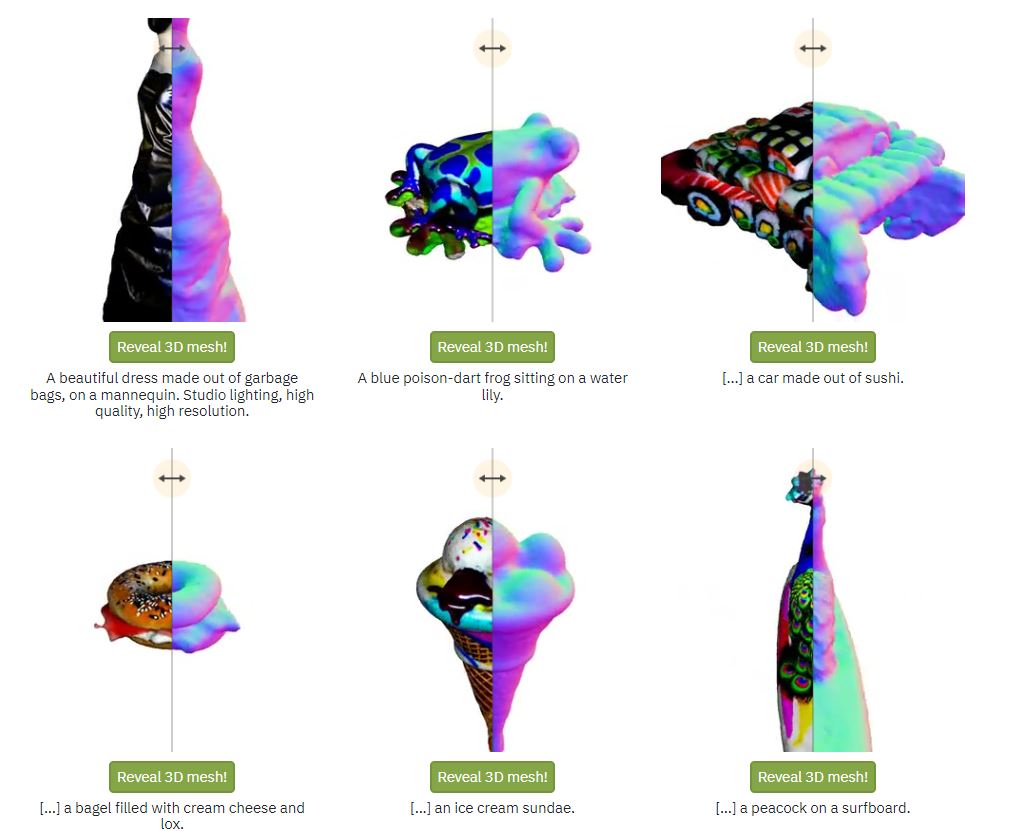 Reveal 3D mesh!
A beautiful dress made out of garbage
bags, on a mannequin. Studio lighting, high
quality, high resolution.
Reveal 3D mesh!
A blue poison-dart frog sitting on a water
lily.
Reveal 3D mesh!
[...] a car made out of sushi.
Reveal 3D mesh!
[...] a bagel filled with cream cheese and
lox.
Reveal 3D mesh!
[...] an ice cream sundae.
Reveal 3D mesh!
[...] a peacock on a surfboard.